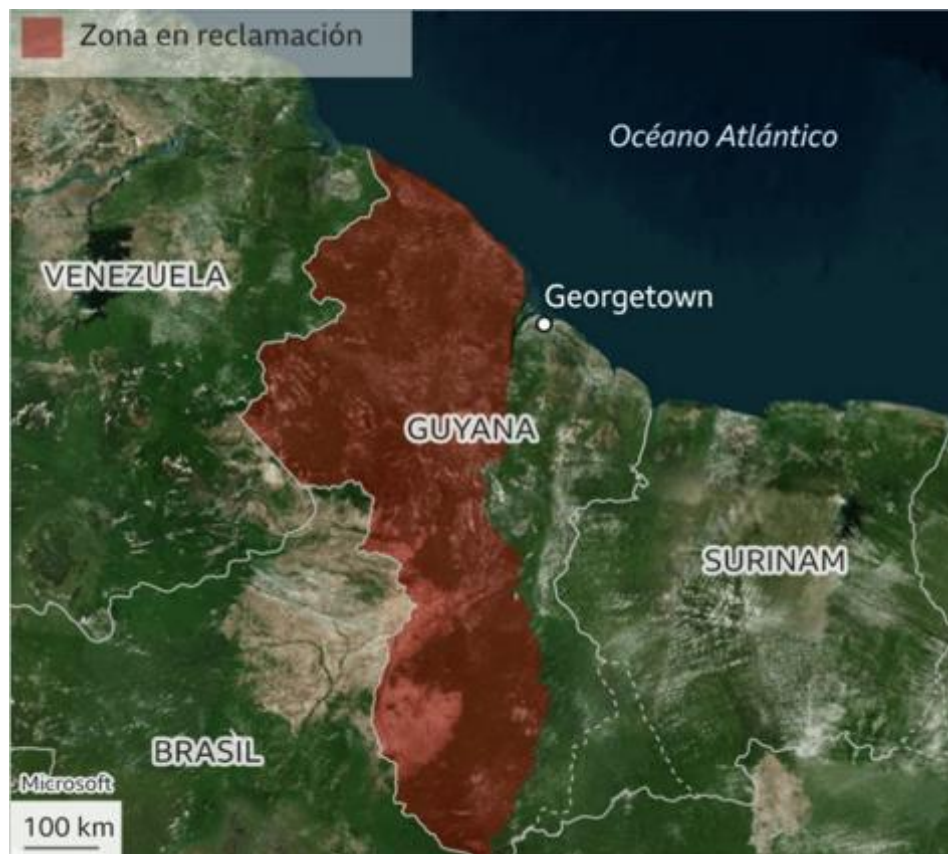 Zona en reclamación
Océano Atlántico
VENEZUELA
Georgetown
GUYANA
SURINAM
BRASIL
Microsoft
100 km